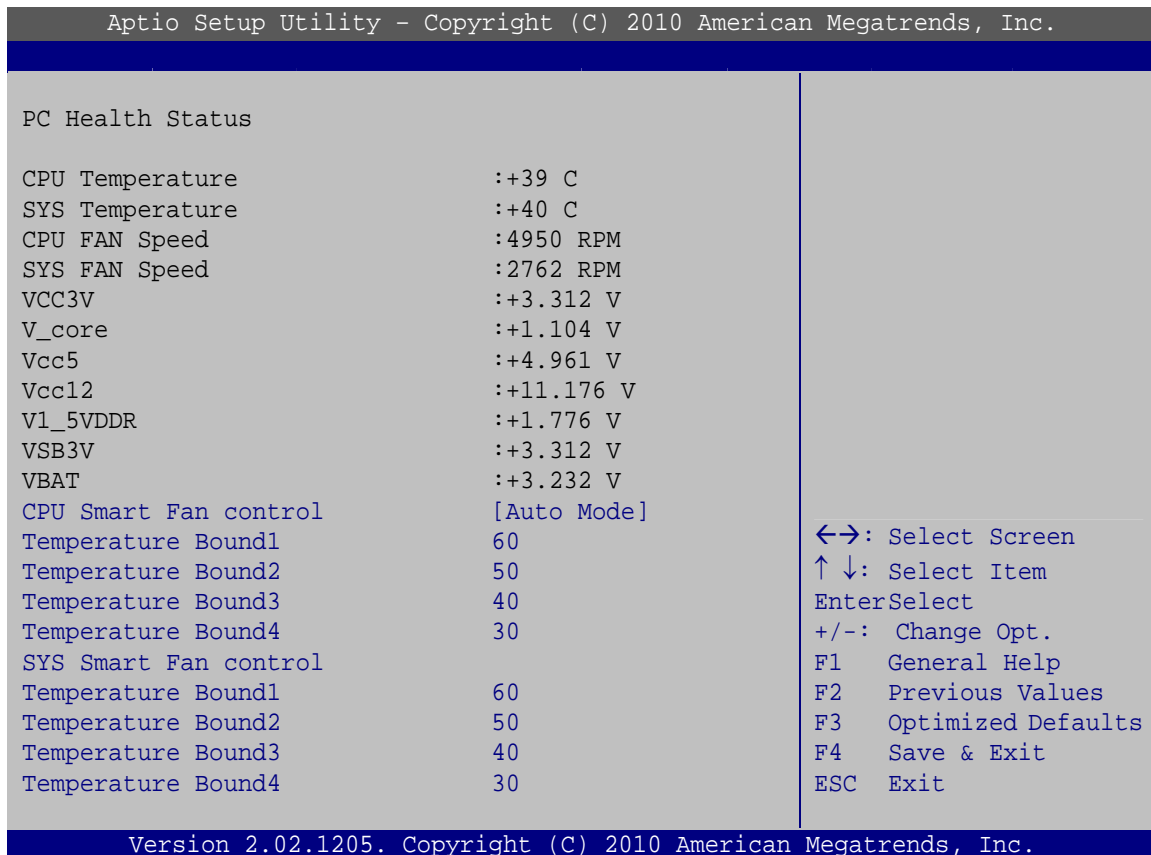 Aptio Setup Utility – Copyright (C) 2010 American Megatrends, Inc.
PC Health Status
CPU Temperature :+39 C
SYS Temperature :+40 C
CPU FAN Speed :4950 RPM
SYS FAN Speed :2762 RPM
VCC3V :+3.312 V
V_core :+1.104 V
Vcc5 :+4.961 V
Vcc12 :+11.176 V
V1_5VDDR :+1.776 V
VSB3V :+3.312 V
VBAT :+3.232 V
CPU Smart Fan control [Auto Mode]
Temperature Bound1 60
Temperature Bound2 50
Temperature Bound3 40
Temperature Bound4 30
SYS Smart Fan control
Temperature Bound1 60
Temperature Bound2 50
Temperature Bound3 40
Temperature Bound4 30
←→: Select Screen
↑ ↓: Select Item
EnterSelect
+/-: Change Opt.
F1 General Help
F2 Previous Values
F3 Optimized Defaults
F4 Save & Exit
ESC Exit
Version 2.02.1205. Copyright (C) 2010 American Megatrends, Inc.